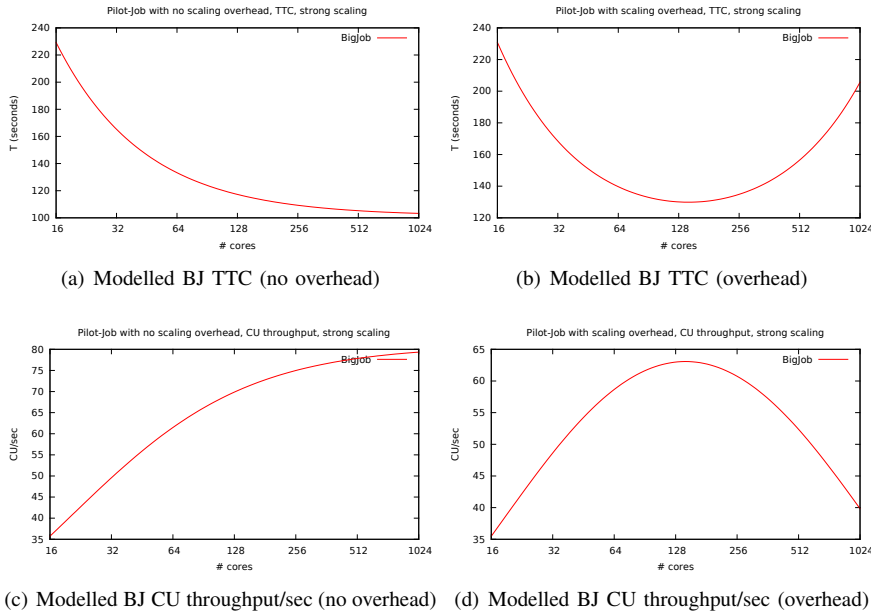 Pilot-Job with no scaling overhead, TTC, strong scaling
BigJob
240
220
200
180
160
140
120
100
T (seconds)
16 32 64 128 256 512 1024
# cores
(a) Modelled BJ TTC (no overhead)
Pilot-Job with scaling overhead, TTC, strong scaling
BigJob
240
220
200
180
160
140
120
T (seconds)
16 32 64 128 256 512 1024
# cores
(b) Modelled BJ TTC (overhead)
Pilot-Job with no scaling overhead, CU throughput, strong scaling
BigJob
80
75
70
65
60
55
50
45
40
35
CU/sec
16 32 64 128 256 512 1024
# cores
(c) Modelled BJ CU throughput/sec (no overhead)
Pilot-Job with scaling overhead, CU throughput, strong scaling
BigJob
65
60
55
50
45
40
35
CU/sec
16 32 64 128 256 512 1024
# cores
(d) Modelled BJ CU throughput/sec (overhead)